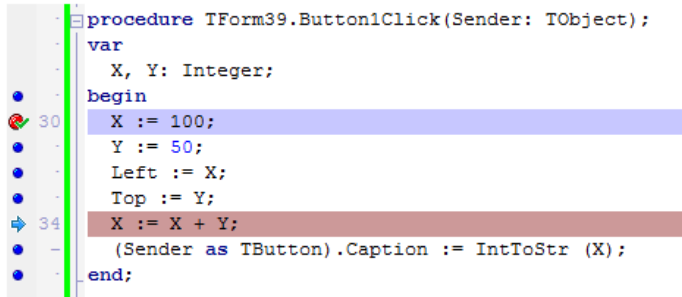 procedure TForm39.Button1Click(Sender: TObject);
var
X, Y: Integer;
begin
30 X := 100;
Y := 50;
Left := X;
Top := Y;
34 X := X + Y;
(Sender as TButton).Caption := IntToStr (X);
end;